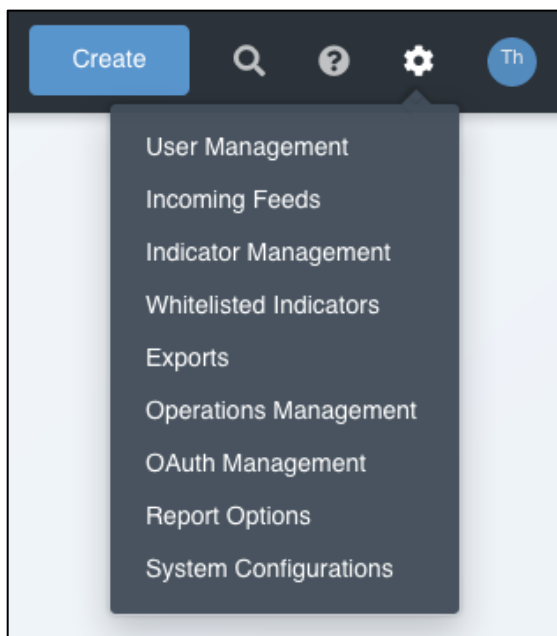 Create
Th
User Management
Incoming Feeds
Indicator Management
Whitelisted Indicators
Exports
Operations Management
OAuth Management
Report Options
System Configurations